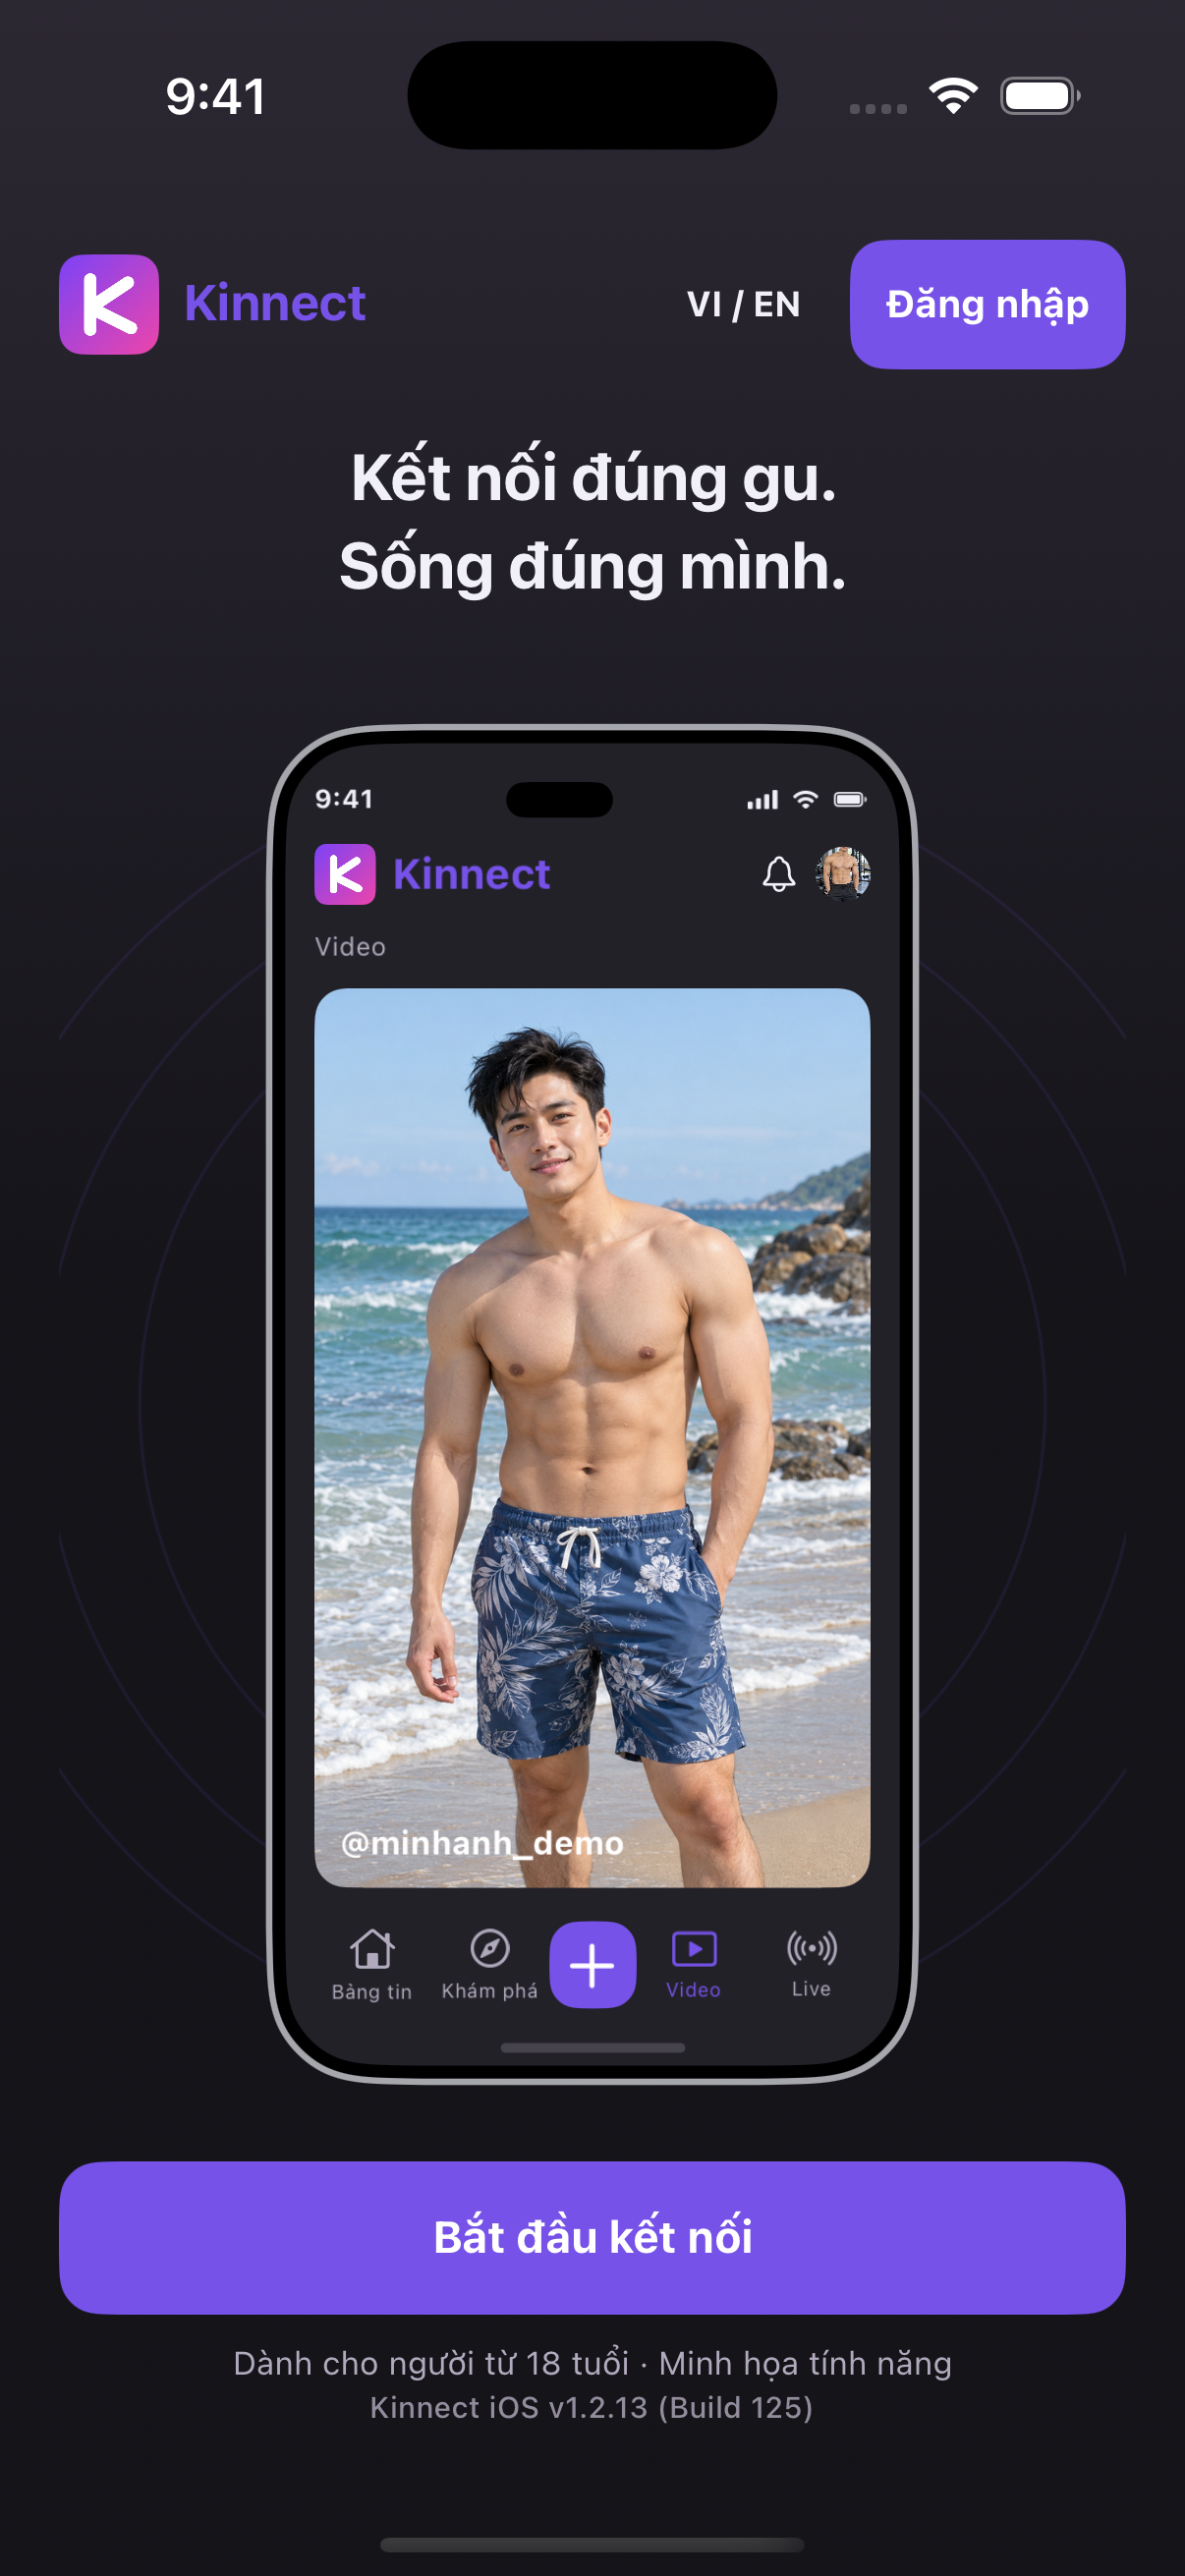 9:41
Kinnect
VI / EN
Đăng nhập
Kết nối đúng gu.
Sống đúng mình.
9:41
Kinnect
Video
@minhanh_demo
Bảng tin
Khám phá
Video
Live
Bắt đầu kết nối
Dành cho người từ 18 tuổi · Minh họa tính năng
Kinnect iOS v1.2.13 (Build 125)